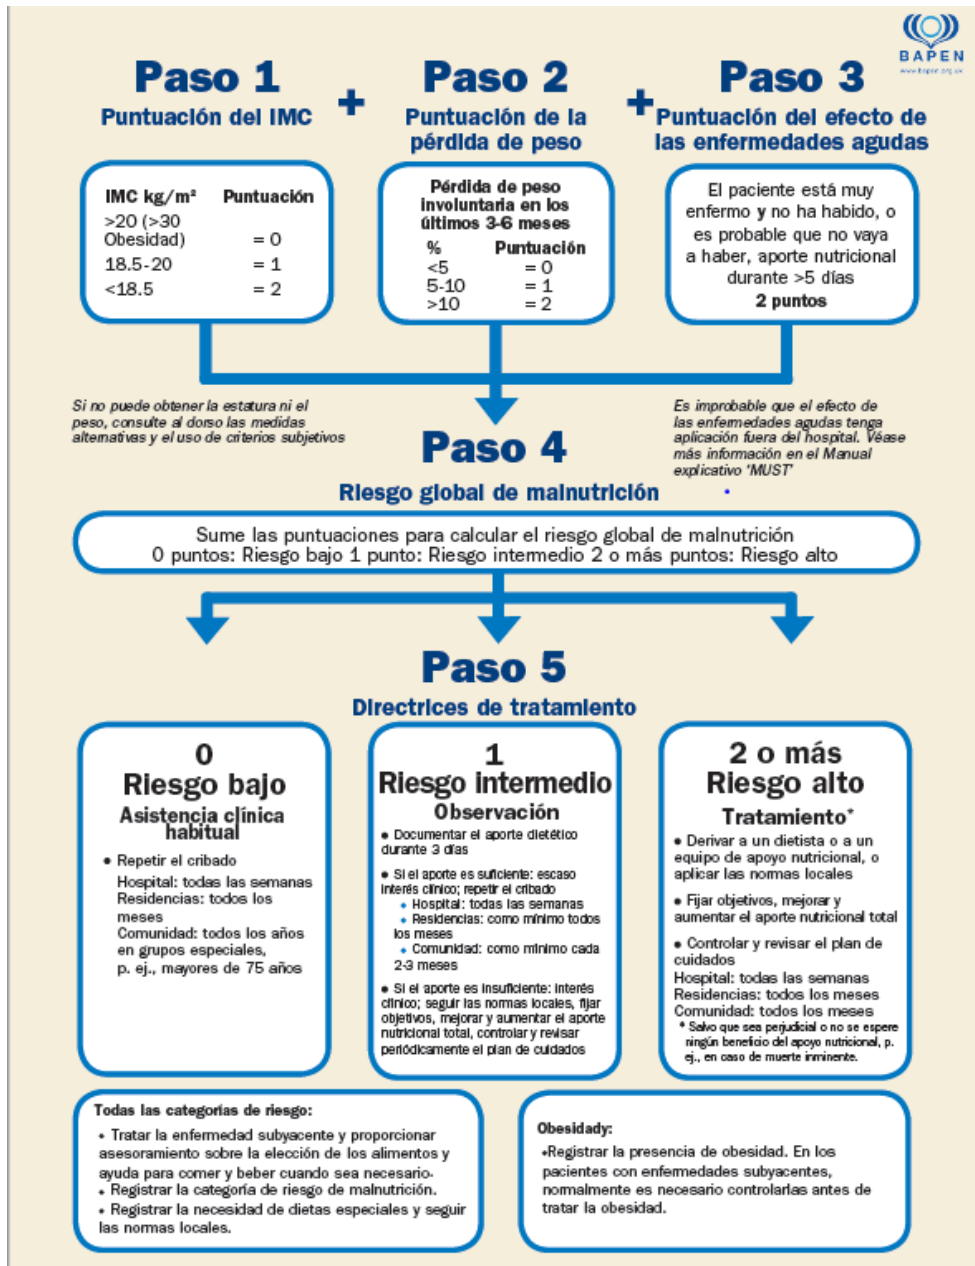 BAPEN
www.bapen.org.uk
Paso 1
Puntuación del IMC
+
Paso 2
Puntuación de la
pérdida de peso
+
Paso 3
Puntuación del efecto de
las enfermedades agudas
IMC kg/m² Puntuación
>20 (>30
Obesidad) = 0
18.5-20 = 1
<18.5 = 2
Pérdida de peso
involuntaria en los
últimos 3-6 meses
% Puntuación
<5 = 0
5-10 = 1
>10 = 2
El paciente está muy
enfermo y no ha habido, o
es probable que no vaya
a haber, aporte nutricional
durante >5 días
2 puntos
Si no puede obtener la estatura ni el
peso, consulte al dorso las medidas
alternativas y el uso de criterios subjetivos
Es improbable que el efecto de
las enfermedades agudas tenga
aplicación fuera del hospital. Véase
más información en el Manual
explicativo 'MUST'
Paso 4
Riesgo global de malnutrición
Sume las puntuaciones para calcular el riesgo global de malnutrición
0 puntos: Riesgo bajo 1 punto: Riesgo intermedio 2 o más puntos: Riesgo alto
Paso 5
Directrices de tratamiento
0
Riesgo bajo
Asistencia clínica
habitual
• Repetir el cribado
Hospital: todas las semanas
Residencias: todos los
meses
Comunidad: todos los años
en grupos especiales,
p. ej., mayores de 75 años
1
Riesgo intermedio
Observación
• Documentar el aporte dietético
durante 3 días
• Si el aporte es suficiente: escaso
interés clínico; repetir el cribado
• Hospital: todas las semanas
• Residencias: como mínimo todos
los meses
• Comunidad: como mínimo cada
2-3 meses
• Si el aporte es insuficiente: interés
clínico; seguir las normas locales, fijar
objetivos, mejorar y aumentar el aporte
nutricional total, controlar y revisar
periódicamente el plan de cuidados
2 o más
Riesgo alto
Tratamiento*
• Derivar a un dietista o a un
equipo de apoyo nutricional, o
aplicar las normas locales
• Fijar objetivos, mejorar y
aumentar el aporte nutricional total
• Controlar y revisar el plan de
cuidados
Hospital: todas las semanas
Residencias: todos los meses
Comunidad: todos los meses
* Salvo que sea perjudicial o no se espere
ningún beneficio del apoyo nutricional, p.
ej., en caso de muerte inminente.
Todas las categorías de riesgo:
• Tratar la enfermedad subyacente y proporcionar
asesoramiento sobre la elección de los alimentos y
ayuda para comer y beber cuando sea necesario.
• Registrar la categoría de riesgo de malnutrición.
• Registrar la necesidad de dietas especiales y seguir
las normas locales.
Obesidady:
•Registrar la presencia de obesidad. En los
pacientes con enfermedades subyacentes,
normalmente es necesario controlarlas antes de
tratar la obesidad.